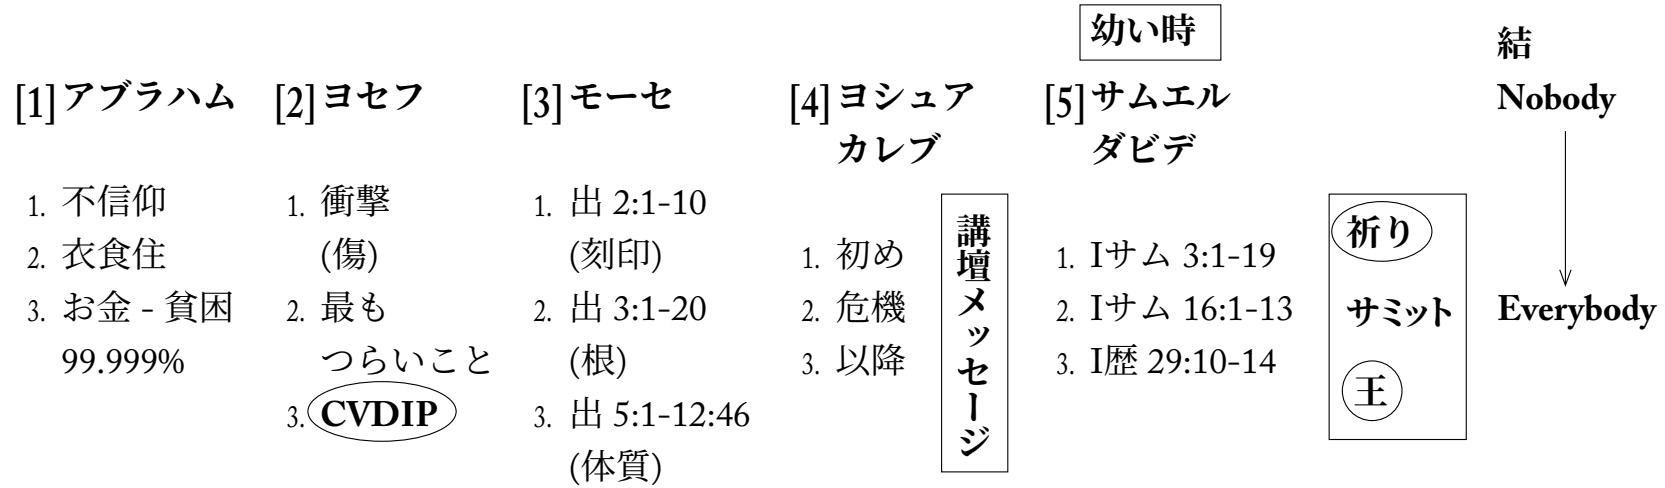 [1]アブラハム
1. 不信仰
2. 衣食住
3. お金 - 貧困
99.999%
[2]ヨセフ
1. 衝撃
(傷)
2. 最も
つらいこと
3. CVDIP
[3]モーセ
1. 出 2:1-10
(刻印)
2. 出 3:1-20
(根)
3. 出 5:1-12:46
(体質)
[4]ヨシュア
カレブ
1. 初め
2. 危機
3. 以降
講壇メッセージ
幼い時
[5]サムエル
ダビデ
1. Iサム 3:1-19
2. Iサム 16:1-13
3. I歴 29:10-14
祈り
サミット
王
結
Nobody
Everybody